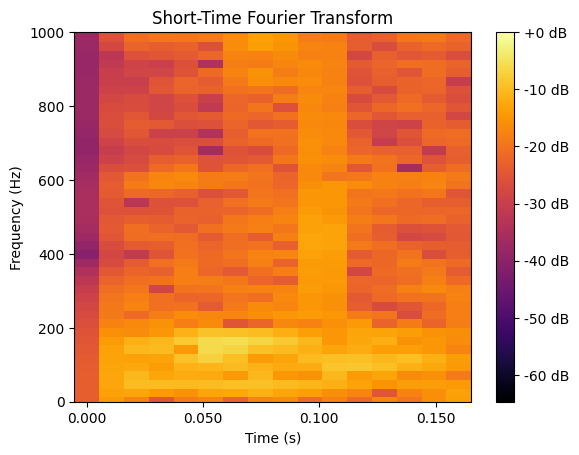 Short-Time Fourier Transform
Frequency (Hz)
1000
800
600
400
200
0
0.000
0.050
0.100
0.150
Time (s)
+0 dB
-10 dB
-20 dB
-30 dB
-40 dB
-50 dB
-60 dB